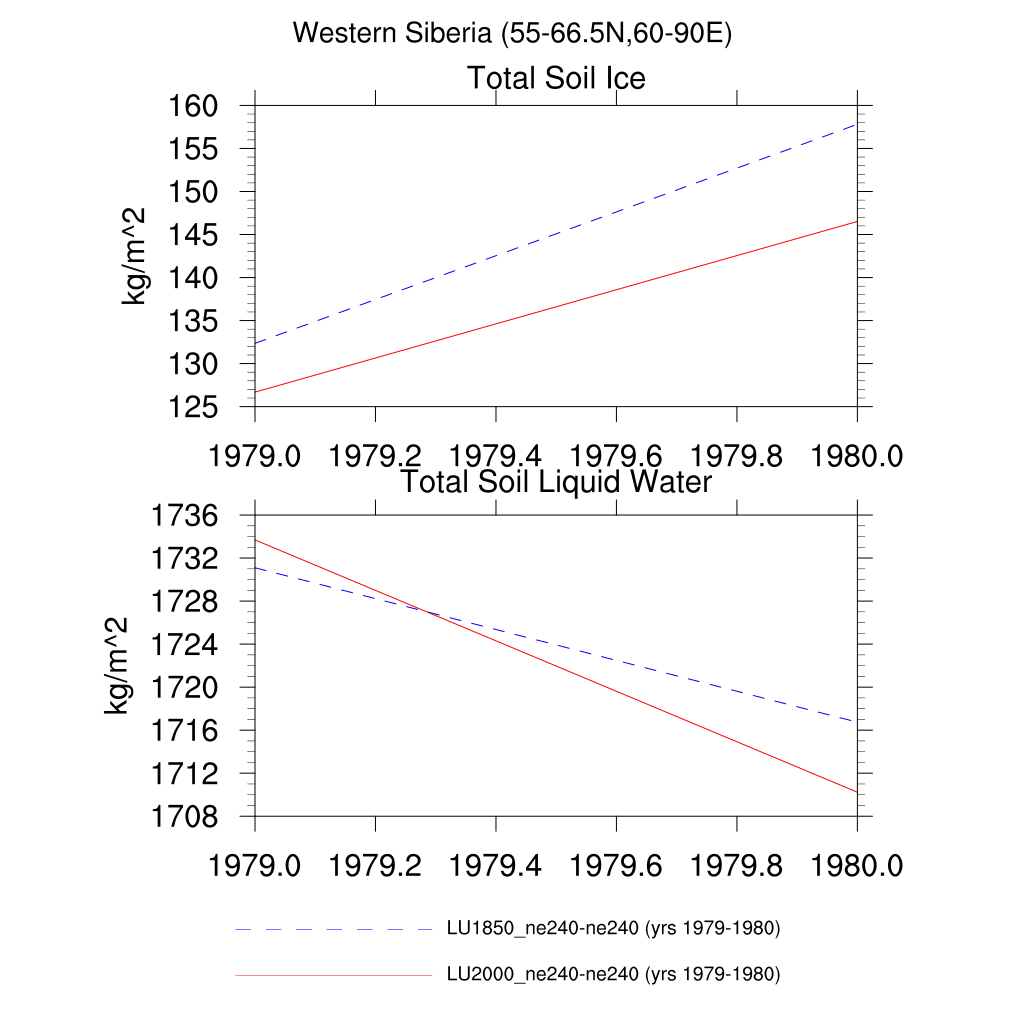 Western Siberia (55-66.5N,60-90E)
Total Soil Ice
160
155
150
145
140
135
130
125
kg/m^2
1979.0 1979.2 1979.4 1979.6 1979.8 1980.0
Total Soil Liquid Water
1736
1732
1728
1724
1720
1716
1712
1708
kg/m^2
1979.0 1979.2 1979.4 1979.6 1979.8 1980.0
LU1850_ne240-ne240 (yrs 1979-1980)
LU2000_ne240-ne240 (yrs 1979-1980)